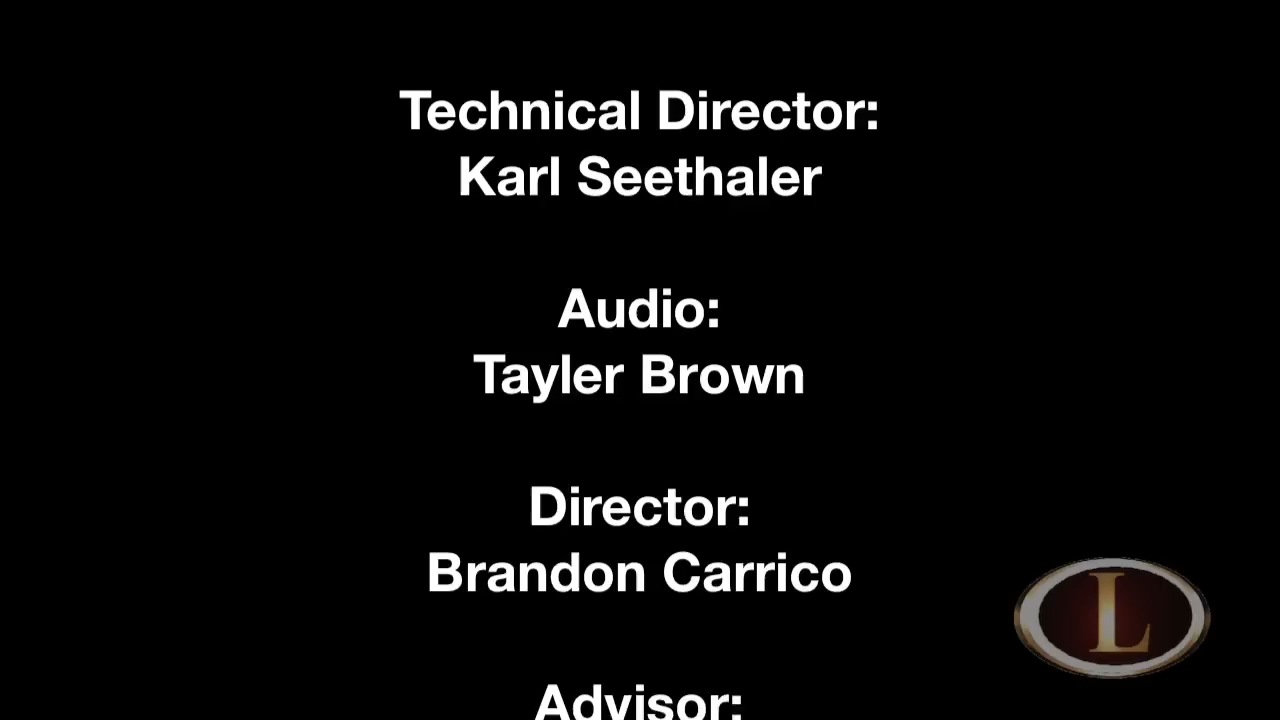 Technical Director:
Karl Seethaler
Audio:
Tayler Brown
Director:
Brandon Carrico
L
Advisor: